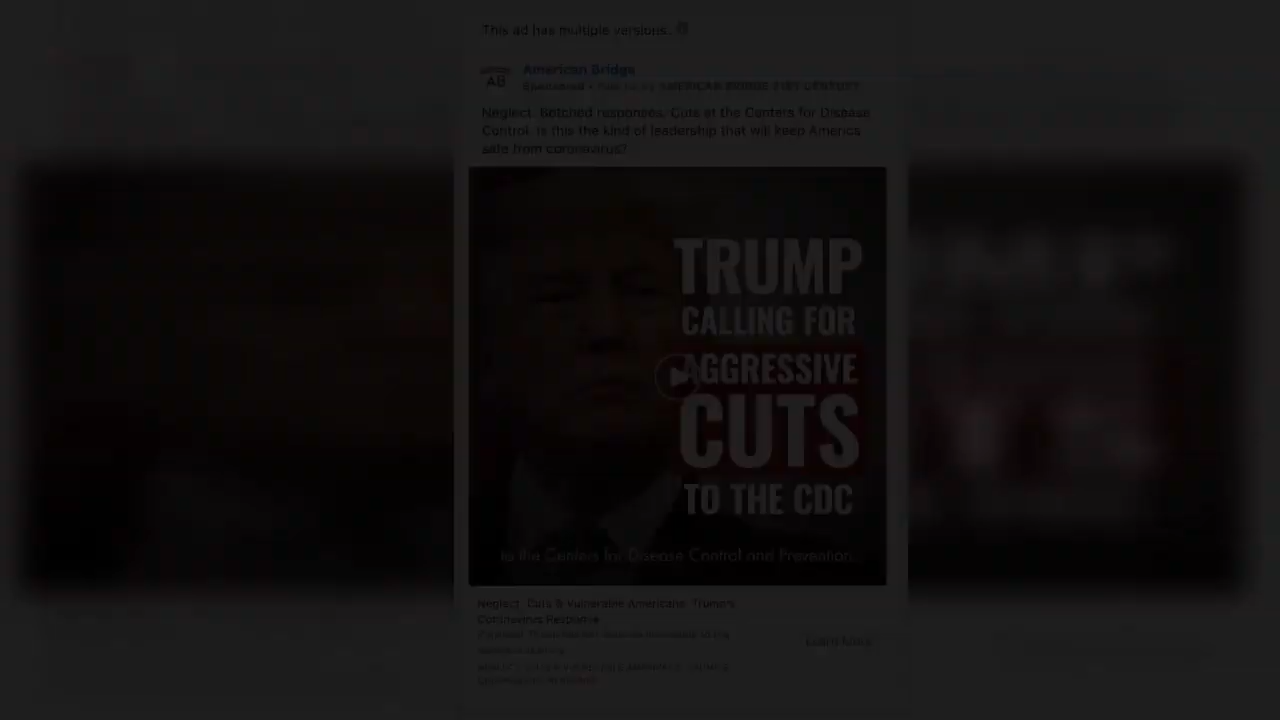 This ad has multiple versions.
AB
American Bridge
Sponsored • Paid for by AMERICAN BRIDGE 21ST CENTURY
Neglect. Botched responses. Cuts at the Centers for Disease
Control. Is this the kind of leadership that will keep America
safe from coronavirus?
TRUMP
CALLING FOR
AGGRESSIVE
CUTS
TO THE CDC
to the Centers for Disease Control and Prevention
Neglect, Cuts & Vulnerable Americans: Trump's
Coronavirus Response
Learn More